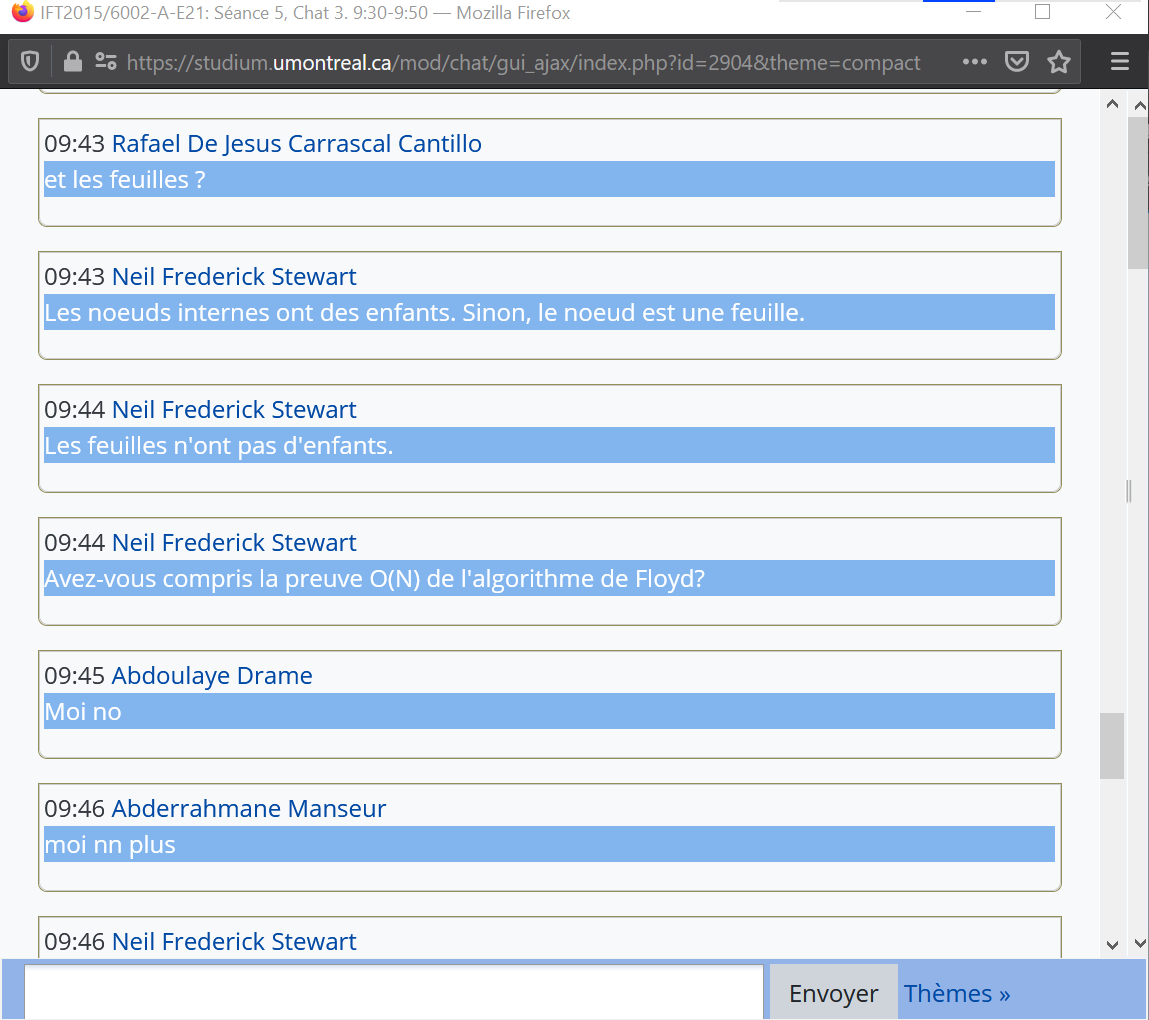 IFT2015/6002-A-E21: Séance 5, Chat 3. 9:30-9:50 — Mozilla Firefox
https://studium.umontreal.ca/mod/chat/gui_ajax/index.php?id=2904&theme=compact
09:43 Rafael De Jesus Carrascal Cantillo
et les feuilles ?
09:43 Neil Frederick Stewart
Les noeuds internes ont des enfants. Sinon, le noeud est une feuille.
09:44 Neil Frederick Stewart
Les feuilles n'ont pas d'enfants.
09:44 Neil Frederick Stewart
Avez-vous compris la preuve O(N) de l'algorithme de Floyd?
09:45 Abdoulaye Drame
Moi no
09:46 Abderrahmane Manseur
moi nn plus
09:46 Neil Frederick Stewart
Envoyer Thèmes »